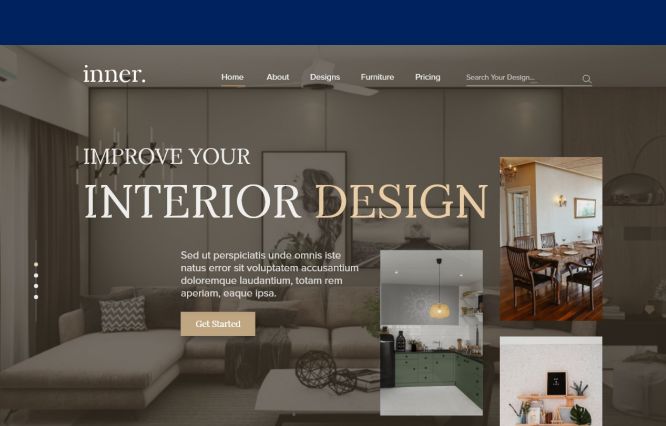 inner.
Home About Designs Furniture Pricing Search Your Design...
IMPROVE YOUR
INTERIOR DESIGN
Sed ut perspiciatis unde omnis iste
natus error sit voluptatem accusantium
doloremque laudantium, totam rem
aperiam, eaque ipsa.
Get Started